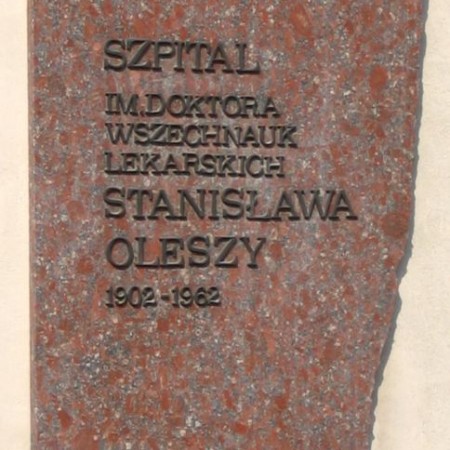 SZPITAL
IM.DOKTORA
WSZECHNAUK
LEKARSKICH
STANISŁAWA
OLESZY
1902-1962